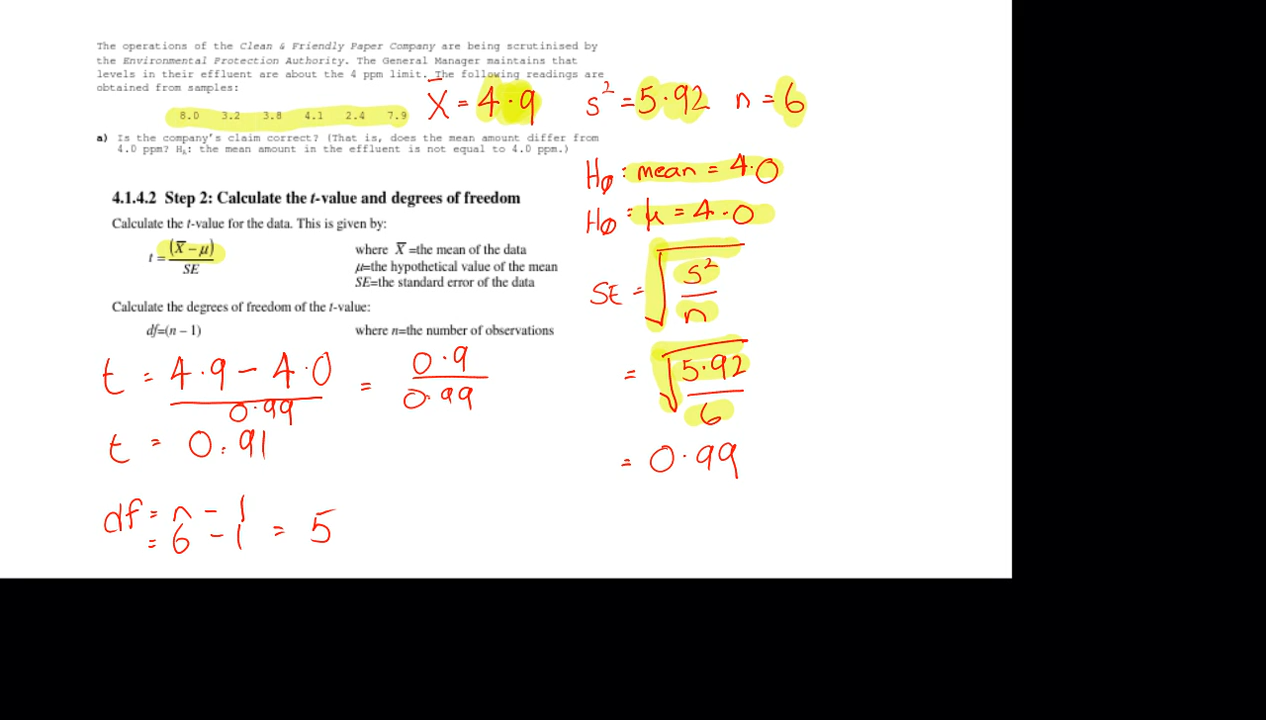 The operations of the Clean & Friendly Paper Company are being scrutinised by
the Environmental Protection Authority. The General Manager maintains that
levels in their effluent are about the 4 ppm limit. The following readings are
obtained from samples:
8.0 3.2 3.8 4.1 2.4 7.9
X̄ = 4.9 s² = 5.92 n = 6
a) Is the company's claim correct? (That is, does the mean amount differ from
4.0 ppm? Hₐ: the mean amount in the effluent is not equal to 4.0 ppm.)
HØ: mean = 4.0
HØ: μ = 4.0
4.1.4.2 Step 2: Calculate the t-value and degrees of freedom
Calculate the t-value for the data. This is given by:
t = (X̄ – μ) / SE
where X̄ =the mean of the data
μ=the hypothetical value of the mean
SE=the standard error of the data
SE = √(s² / n)
= √(5.92 / 6)
= 0.99
Calculate the degrees of freedom of the t-value:
df=(n – 1) where n=the number of observations
t = 4.9 – 4.0 / 0.99 = 0.9 / 0.99
t = 0.91
df = n – 1
= 6 – 1 = 5